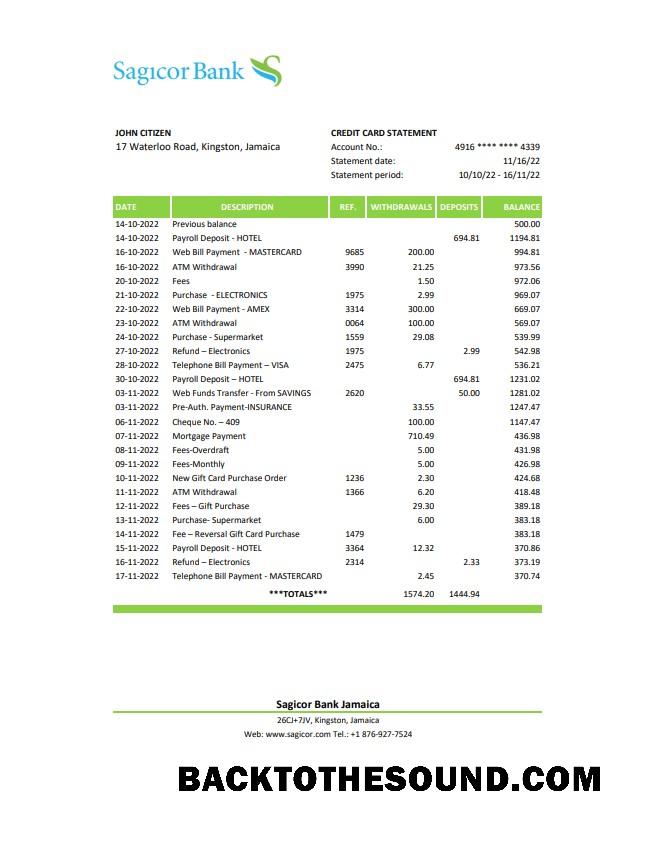 Sagicor Bank
JOHN CITIZEN
17 Waterloo Road, Kingston, Jamaica
CREDIT CARD STATEMENT
Account No.: 4916 **** **** 4339
Statement date: 11/16/22
Statement period: 10/10/22 - 16/11/22
DATE DESCRIPTION REF. WITHDRAWALS DEPOSITS BALANCE
14-10-2022 Previous balance 500.00
14-10-2022 Payroll Deposit - HOTEL 694.81 1194.81
16-10-2022 Web Bill Payment - MASTERCARD 9685 200.00 994.81
16-10-2022 ATM Withdrawal 3990 21.25 973.56
20-10-2022 Fees 1.50 972.06
21-10-2022 Purchase - ELECTRONICS 1975 2.99 969.07
22-10-2022 Web Bill Payment - AMEX 3314 300.00 669.07
23-10-2022 ATM Withdrawal 0064 100.00 569.07
24-10-2022 Purchase - Supermarket 1559 29.08 539.99
27-10-2022 Refund – Electronics 1975 2.99 542.98
28-10-2022 Telephone Bill Payment – VISA 2475 6.77 536.21
30-10-2022 Payroll Deposit – HOTEL 694.81 1231.02
03-11-2022 Web Funds Transfer - From SAVINGS 2620 50.00 1281.02
03-11-2022 Pre-Auth. Payment-INSURANCE 33.55 1247.47
06-11-2022 Cheque No. – 409 100.00 1147.47
07-11-2022 Mortgage Payment 710.49 436.98
08-11-2022 Fees-Overdraft 5.00 431.98
09-11-2022 Fees-Monthly 5.00 426.98
10-11-2022 New Gift Card Purchase Order 1236 2.30 424.68
11-11-2022 ATM Withdrawal 1366 6.20 418.48
12-11-2022 Fees – Gift Purchase 29.30 389.18
13-11-2022 Purchase- Supermarket 6.00 383.18
14-11-2022 Fee – Reversal Gift Card Purchase 1479 383.18
15-11-2022 Payroll Deposit - HOTEL 3364 12.32 370.86
16-11-2022 Refund – Electronics 2314 2.33 373.19
17-11-2022 Telephone Bill Payment - MASTERCARD 2.45 370.74
***TOTALS*** 1574.20 1444.94
Sagicor Bank Jamaica
26CJ+7JV, Kingston, Jamaica
Web: www.sagicor.com Tel.: +1 876-927-7524
BACKTOTHESOUND.COM